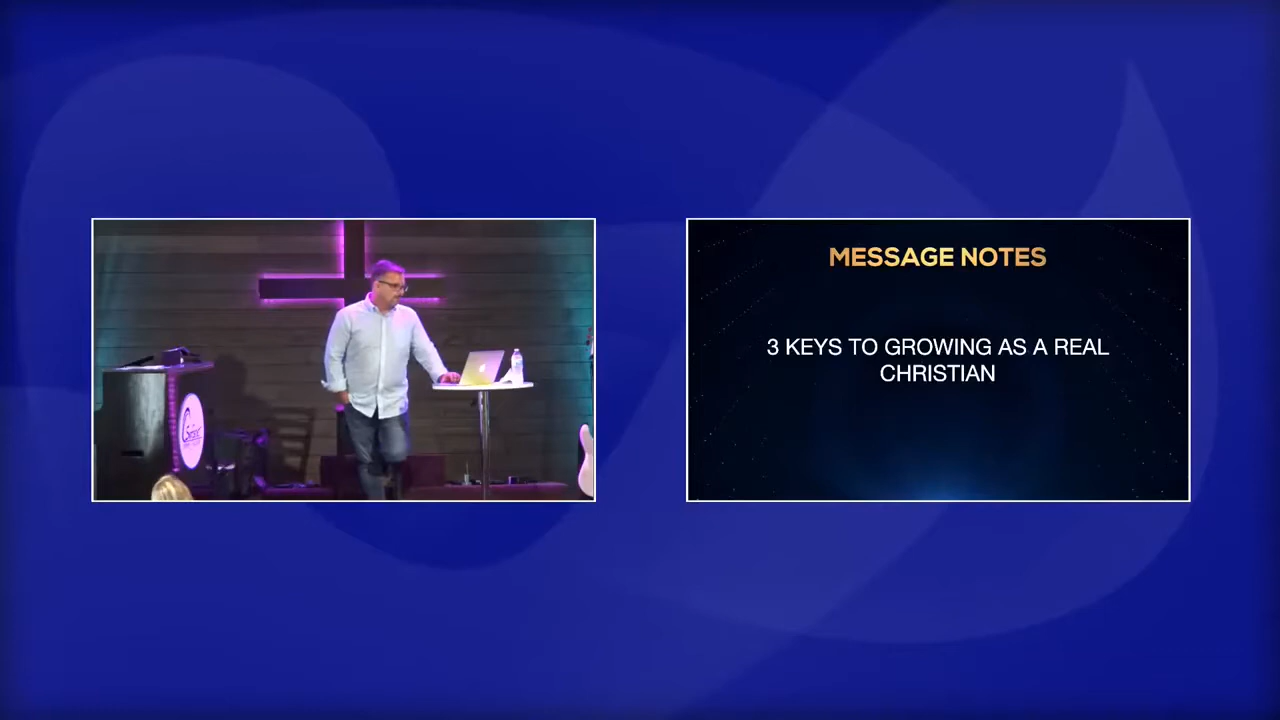 MESSAGE NOTES
3 KEYS TO GROWING AS A REAL
CHRISTIAN